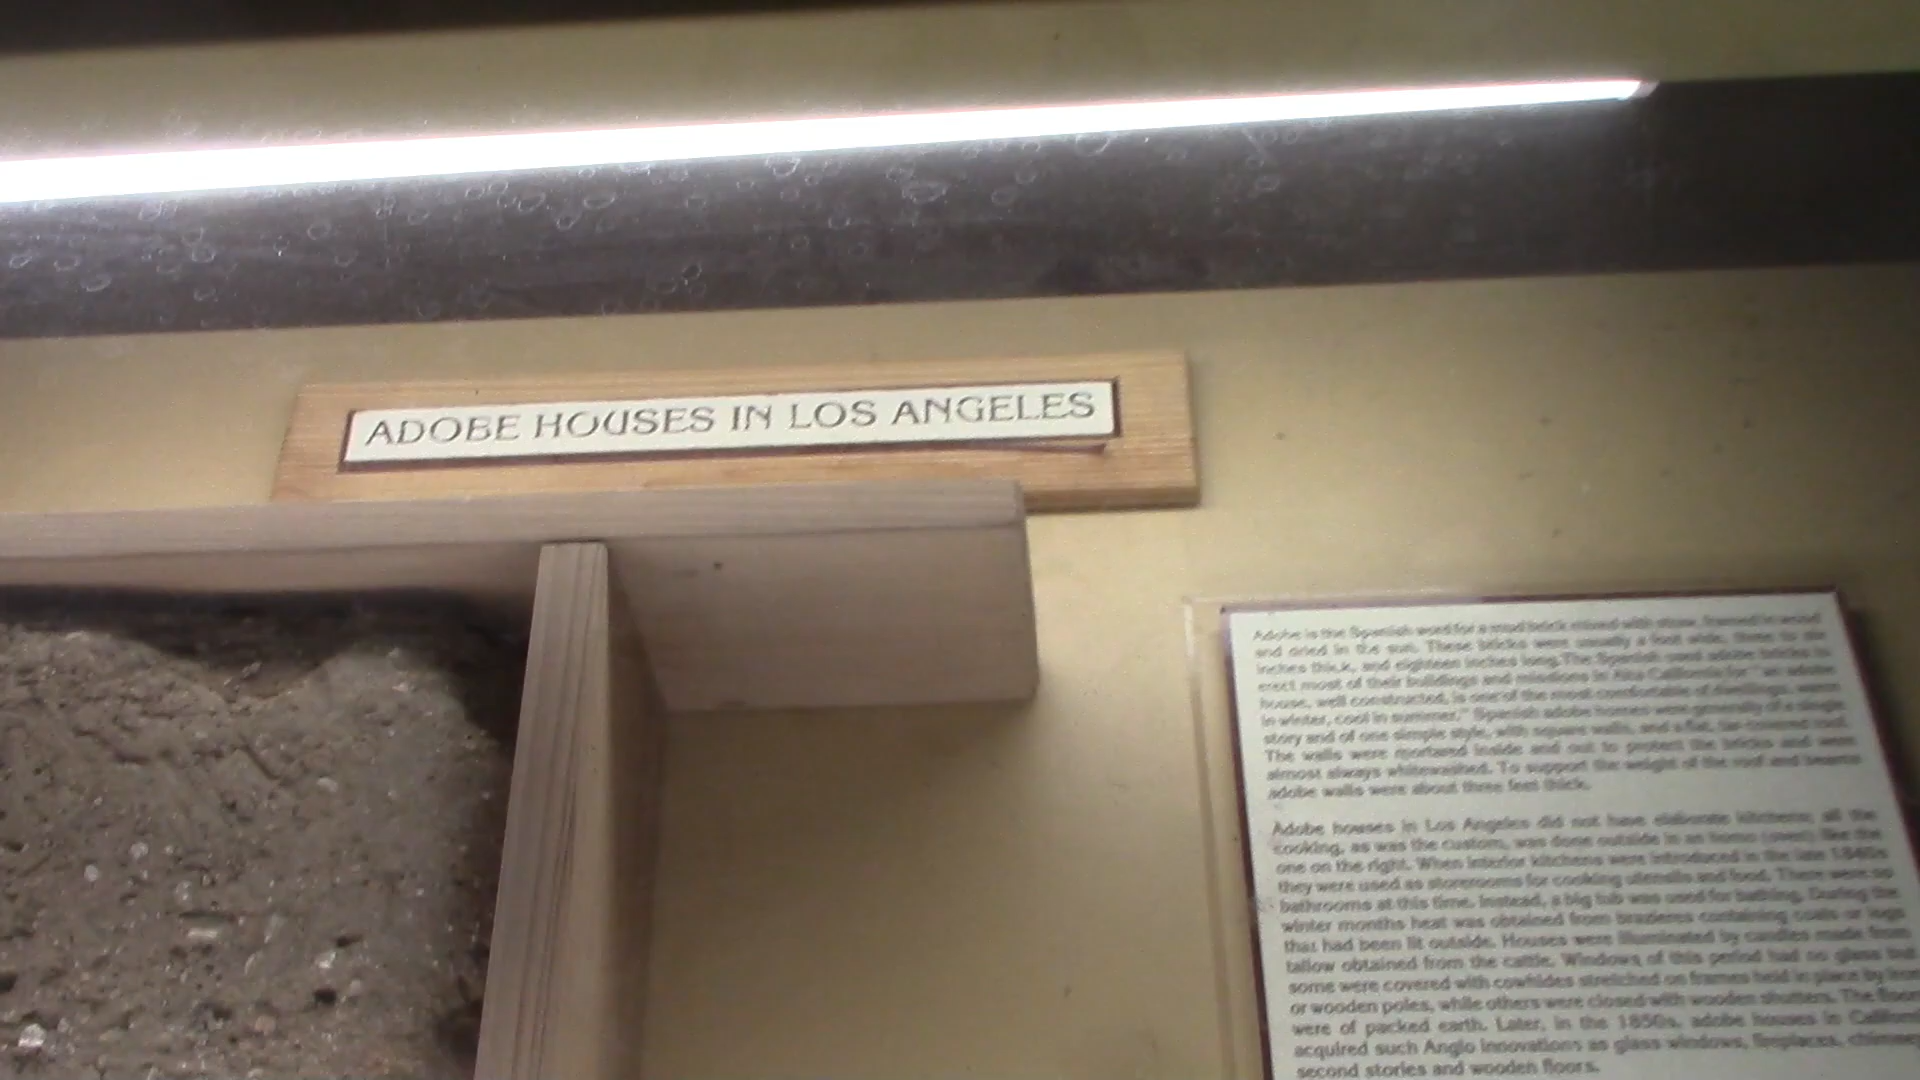 ADOBE HOUSES IN LOS ANGELES
Adobe is the Spanish word for a mud brick mixed with straw, framed in wood
and dried in the sun. These bricks were usually a foot wide, three to six
inches thick, and eighteen inches long. The Spanish used adobe bricks to
erect most of their buildings and missions in Alta California for: "an adobe
house, well constructed, is one of the most comfortable of dwellings, warm
in winter, cool in summer." Spanish adobe homes were generally of a single
story and of one simple style, with square walls, and a flat, tar-covered roof.
The walls were mortared inside and out to protect the bricks and were
almost always whitewashed. To support the weight of the roof and beams
adobe walls were about three feet thick.
Adobe houses in Los Angeles did not have elaborate kitchens; all the
cooking, as was the custom, was done outside in an horno (oven) like the
one on the right. When interior kitchens were introduced in the late 1840s
they were used as storerooms for cooking utensils and food. There were no
bathrooms at this time. Instead, a big tub was used for bathing. During the
winter months heat was obtained from brazieres containing coals or logs
that had been lit outside. Houses were illuminated by candles made from
tallow obtained from the cattle. Windows of this period had no glass but
some were covered with cowhides stretched on frames held in place by iron
or wooden poles, while others were closed with wooden shutters. The floors
were of packed earth. Later, in the 1850s, adobe houses in
acquired such Anglo innovations as glass windows, fireplaces,
second stories and wooden floors.